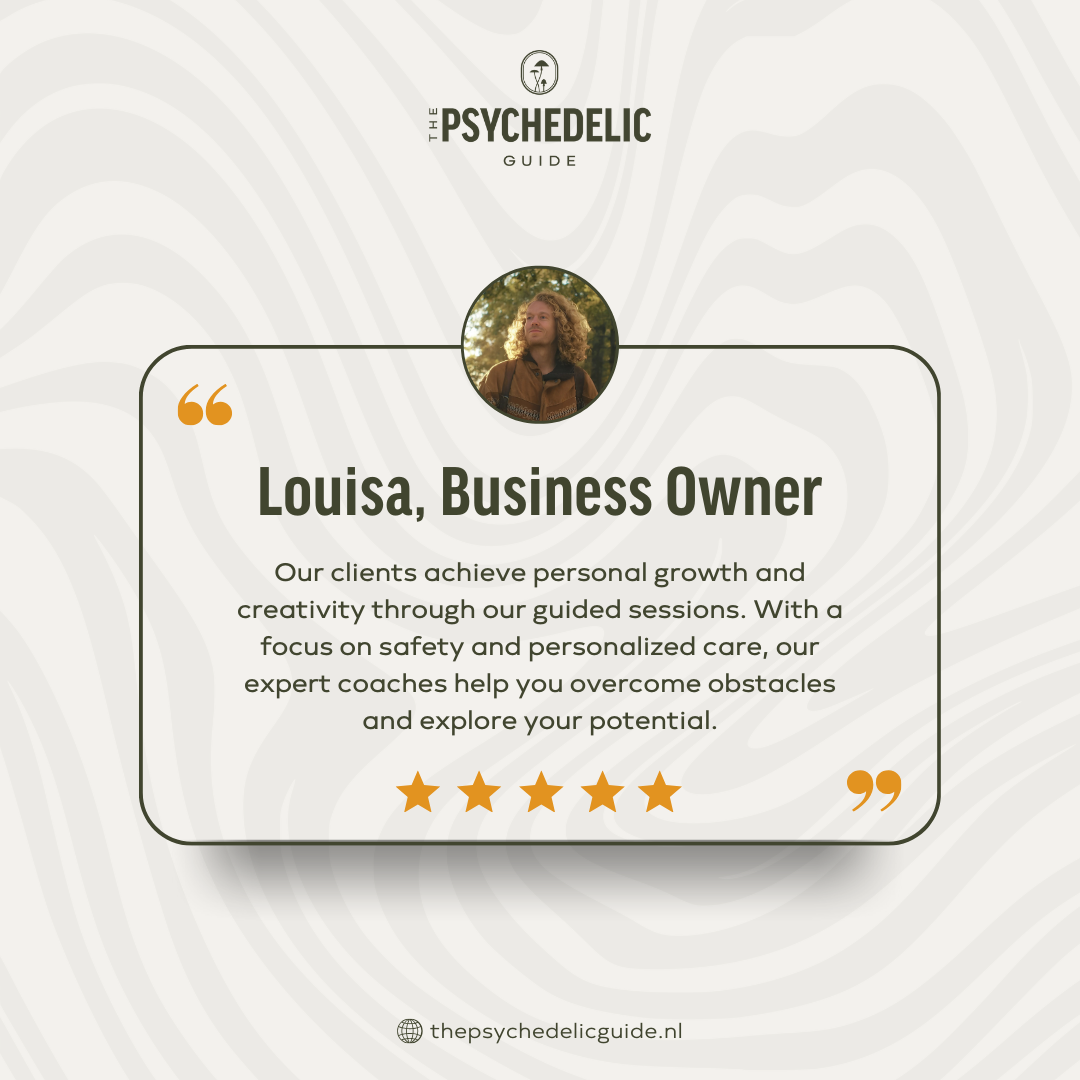 THE PSYCHEDELIC
GUIDE
“
Louisa, Business Owner
Our clients achieve personal growth and
creativity through our guided sessions. With a
focus on safety and personalized care, our
expert coaches help you overcome obstacles
and explore your potential.
”
thepsychedelicguide.nl